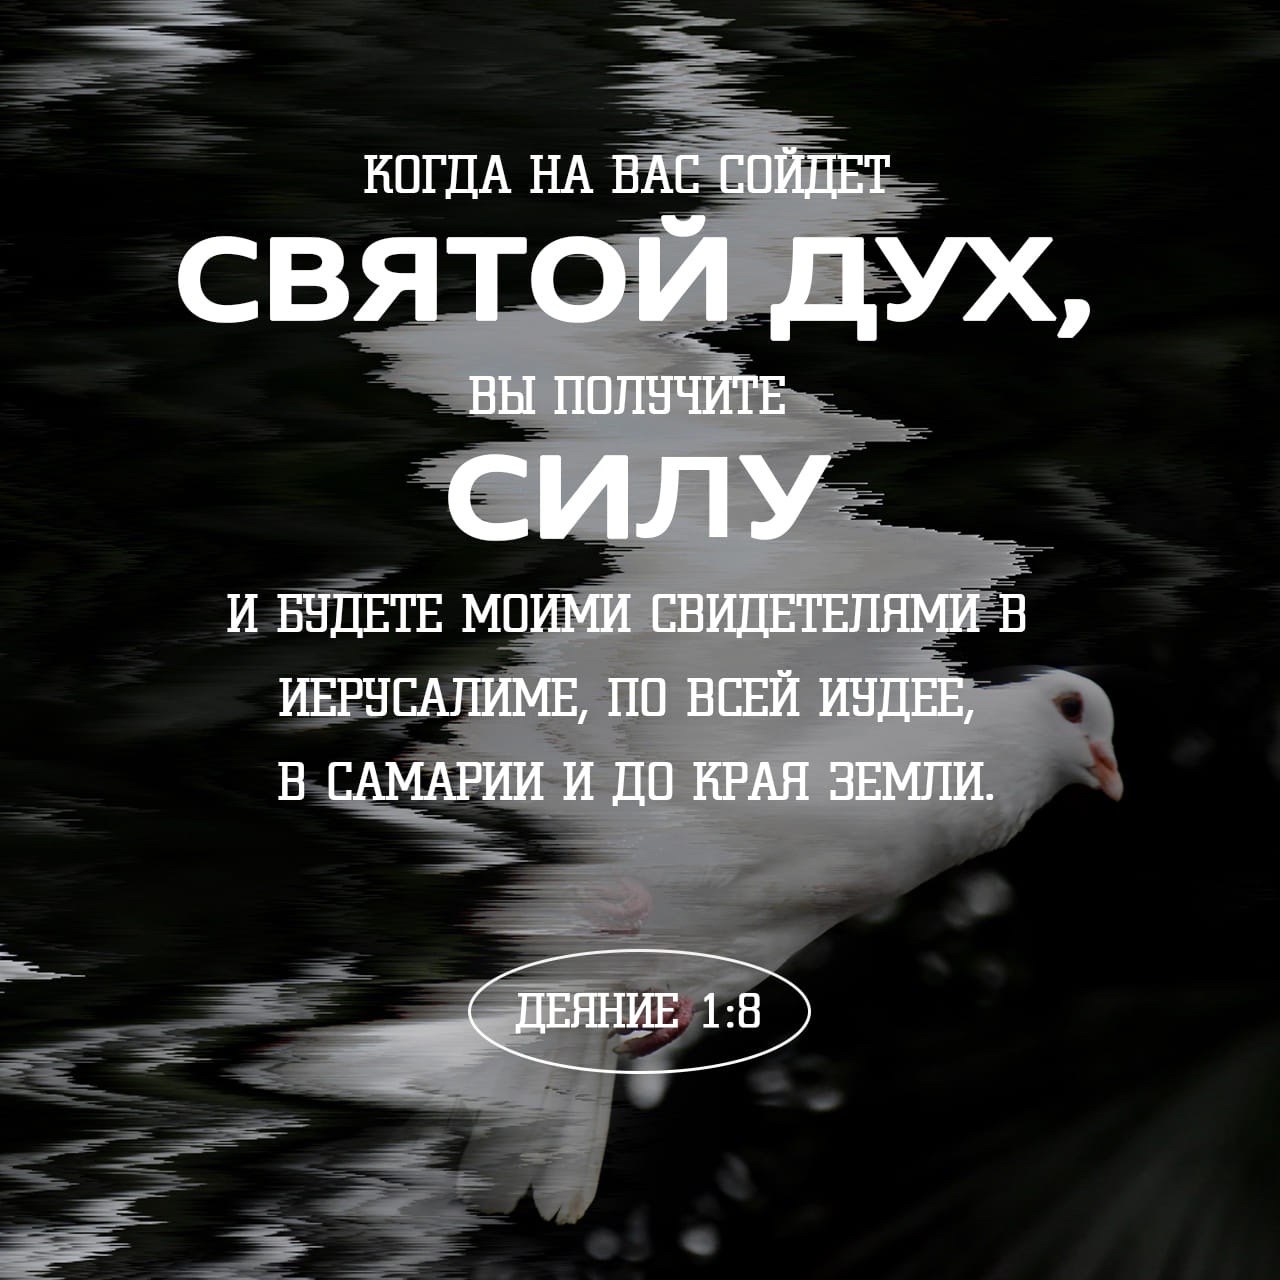 КОГДА НА ВАС СОЙДЕТ
СВЯТОЙ ДУХ,
ВЫ ПОЛУЧИТЕ
СИЛУ
И БУДЕТЕ МОИМИ СВИДЕТЕЛЯМИ В
ИЕРУСАЛИМЕ, ПО ВСЕЙ ИУДЕЕ,
В САМАРИИ И ДО КРАЯ ЗЕМЛИ.
ДЕЯНИЕ 1:8